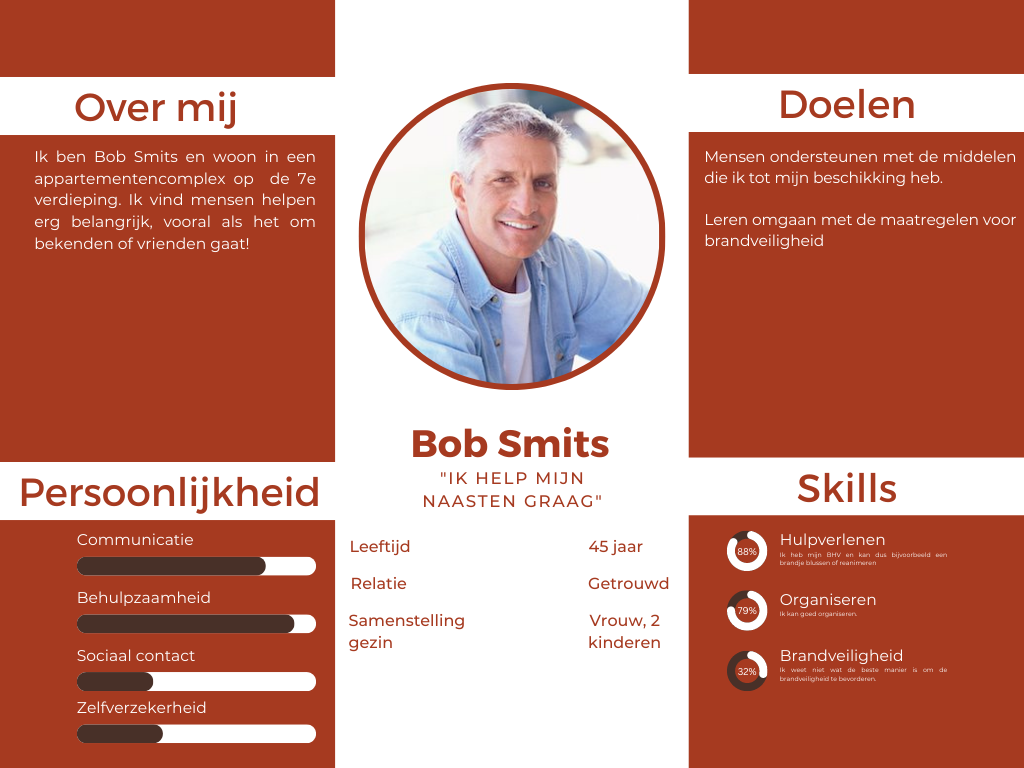 Over mij
Ik ben Bob Smits en woon in een
appartementencomplex op de 7e
verdieping. Ik vind mensen helpen
erg belangrijk, vooral als het om
bekenden of vrienden gaat!
Persoonlijkheid
Communicatie
Behulpzaamheid
Sociaal contact
Zelfverzekerheid
Bob Smits
"IK HELP MIJN
NAASTEN GRAAG"
Leeftijd 45 jaar
Relatie Getrouwd
Samenstelling Vrouw, 2
gezin kinderen
Doelen
Mensen ondersteunen met de middelen
die ik tot mijn beschikking heb.
Leren omgaan met de maatregelen voor
brandveiligheid
Skills
88%
Hulpverlenen
Ik heb mijn BHV en kan dus bijvoorbeeld een
brandje blussen of reanimeren
79%
Organiseren
Ik kan goed organiseren.
32%
Brandveiligheid
Ik weet niet wat de beste manier is om de
brandveiligheid te bevorderen.